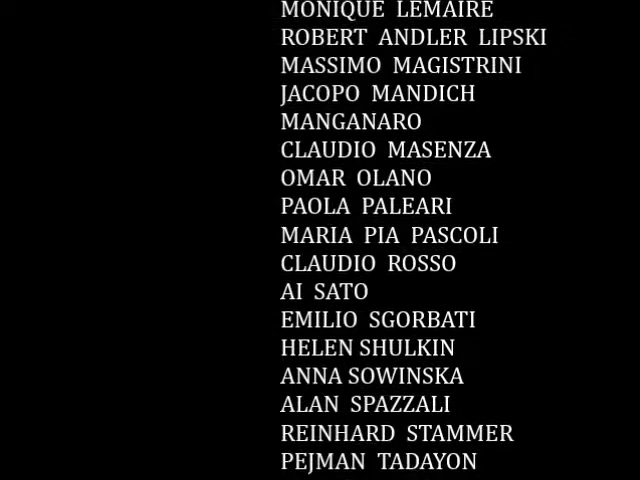 MONIQUE LEMAIRE
ROBERT ANDLER LIPSKI
MASSIMO MAGISTRINI
JACOPO MANDICH
MANGANARO
CLAUDIO MASENZA
OMAR OLANO
PAOLA PALEARI
MARIA PIA PASCOLI
CLAUDIO ROSSO
AI SATO
EMILIO SGORBATI
HELEN SHULKIN
ANNA SOWINSKA
ALAN SPAZZALI
REINHARD STAMMER
PEJMAN TADAYON